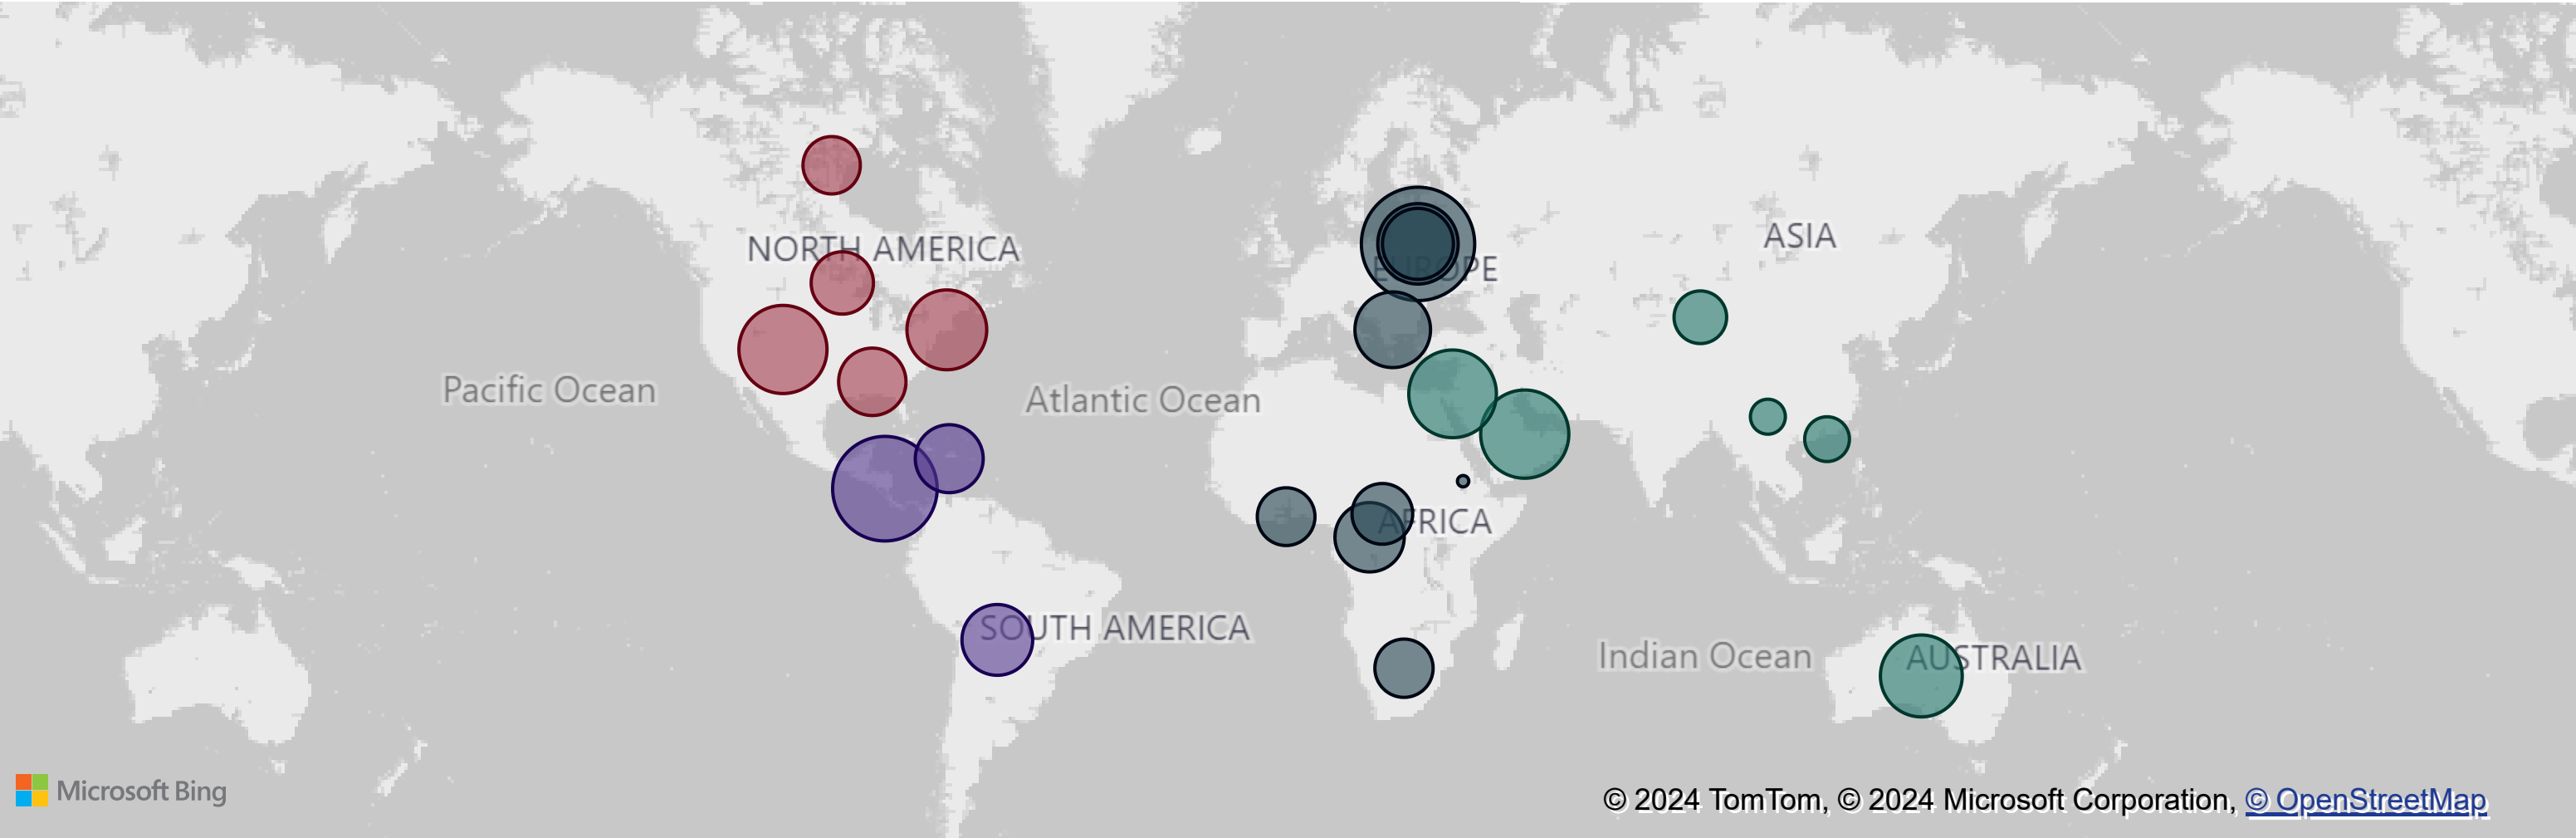 NORTH AMERICA
EUROPE
ASIA
Pacific Ocean
Atlantic Ocean
AFRICA
SOUTH AMERICA
Indian Ocean
AUSTRALIA
Microsoft Bing
© 2024 TomTom, © 2024 Microsoft Corporation, © OpenStreetMap